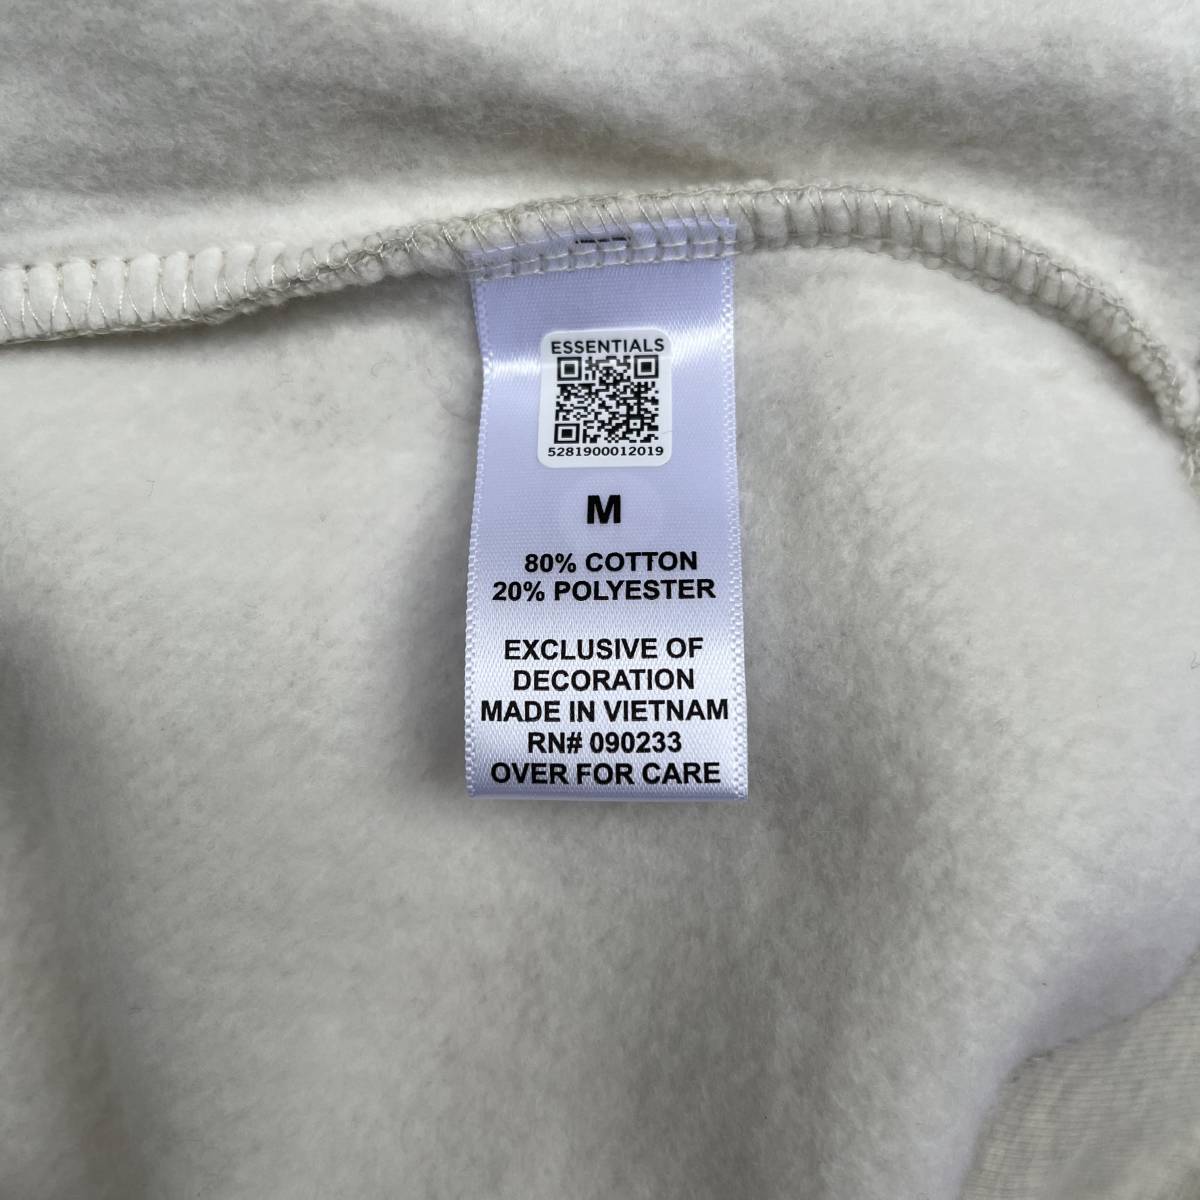 ESSENTIALS
5281900012019
M
80% COTTON
20% POLYESTER
EXCLUSIVE OF
DECORATION
MADE IN VIETNAM
RN# 090233
OVER FOR CARE